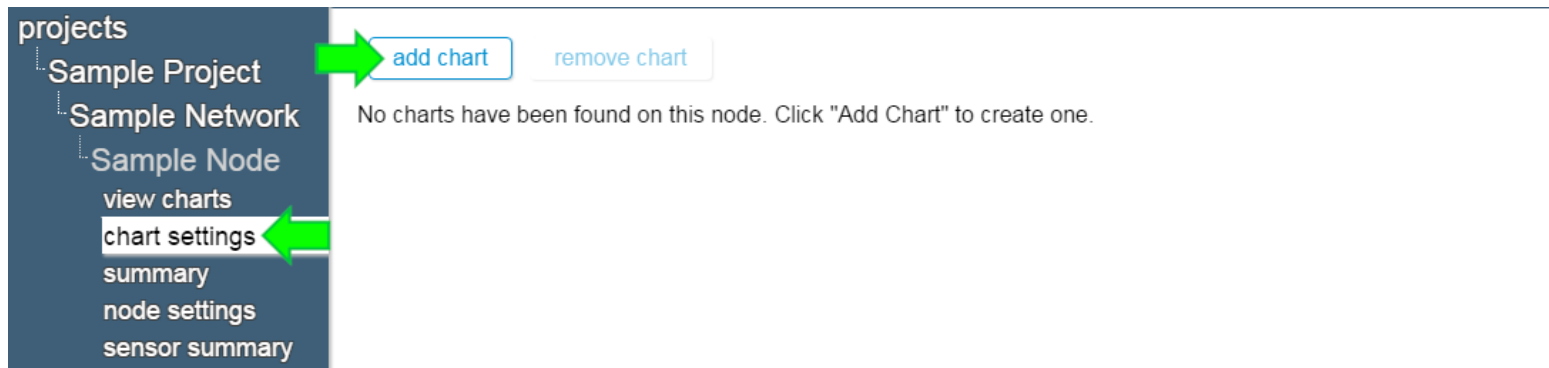 projects
Sample Project
Sample Network
Sample Node
view charts
chart settings
summary
node settings
sensor summary
add chart remove chart
No charts have been found on this node. Click "Add Chart" to create one.